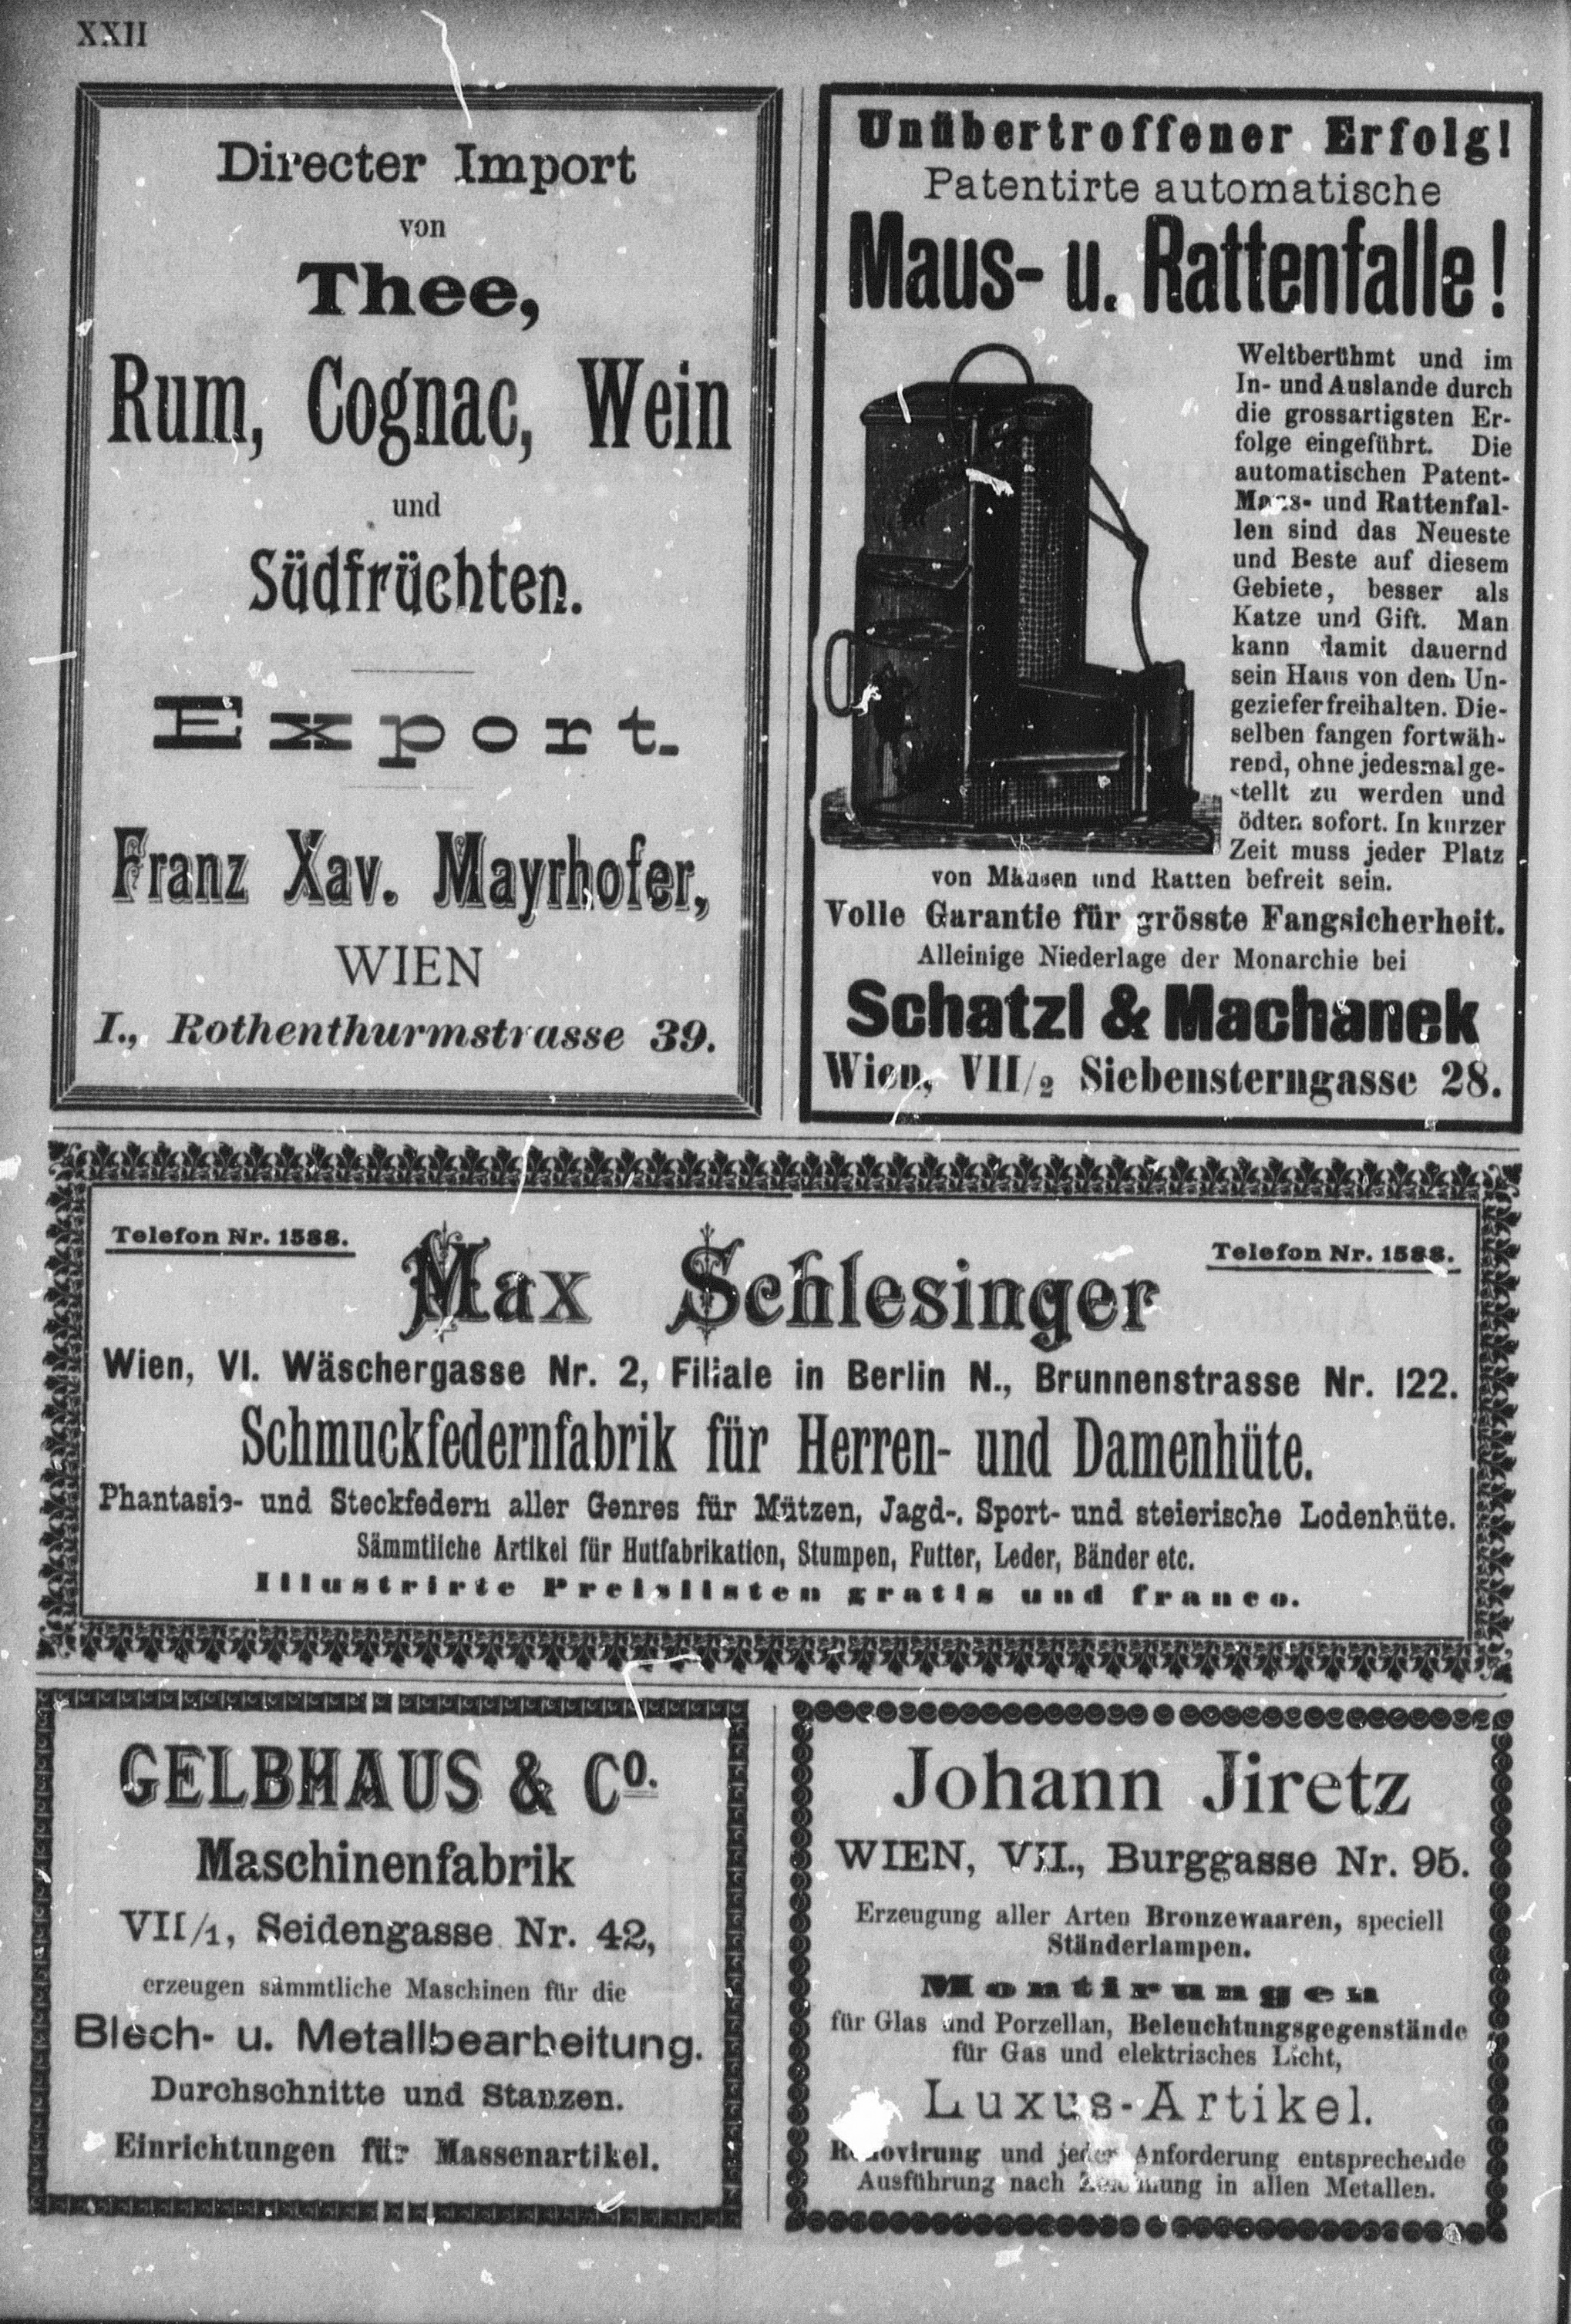 XXII
Directer Import
von
Thee,
Rum, Cognac, Wein
und
Südfrüchten.
Export.
Franz Xav. Mayrhofer,
WIEN
I., Rothenthurmstrasse 39.
Unübertroffener Erfolg!
Patentirte automatische
Maus- u. Rattenfalle!
Weltberühmt und im
In- und Auslande durch
die grossartigsten Er-
folge eingeführt. Die
automatischen Patent-
Maus- und Rattenfal-
len sind das Neueste
und Beste auf diesem
Gebiete, besser als
Katze und Gift. Man
kann damit dauernd
sein Haus von dem Un-
geziefer freihalten. Die-
selben fangen fortwäh-
rend, ohne jedesmal ge-
stellt zu werden und
ödten sofort. In kurzer
Zeit muss jeder Platz
von Mäusen und Ratten befreit sein.
Volle Garantie für grösste Fangsicherheit.
Alleinige Niederlage der Monarchie bei
Schatzl & Machanek
Wien, VII/2 Siebensterngasse 28.
Telefon Nr. 1588.
Max Schlesinger
Telefon Nr. 1588.
Wien, VI. Wäschergasse Nr. 2, Filiale in Berlin N., Brunnenstrasse Nr. 122.
Schmuckfedernfabrik für Herren- und Damenhüte.
Phantasie- und Steckfedern aller Genres für Mützen, Jagd-, Sport- und steierische Lodenhüte.
Sämmtliche Artikel für Hutfabrikation, Stumpen, Futter, Leder, Bänder etc.
Illustrirte Preislisten gratis und franco.
GELBHAUS & Co.
Maschinenfabrik
VII/1, Seidengasse Nr. 42,
erzeugen sämmtliche Maschinen für die
Blech- u. Metallbearbeitung.
Durchschnitte und Stanzen.
Einrichtungen für Massenartikel.
Johann Jiretz
WIEN, VII., Burggasse Nr. 95.
Erzeugung aller Arten Bronzewaaren, speciell
Ständerlampen.
Montirungen
für Glas und Porzellan, Beleuchtungsgegenstände
für Gas und elektrisches Licht,
Luxus-Artikel.
Renovirung und jeder Anforderung entsprechende
Ausführung nach Zeichnung in allen Metallen.